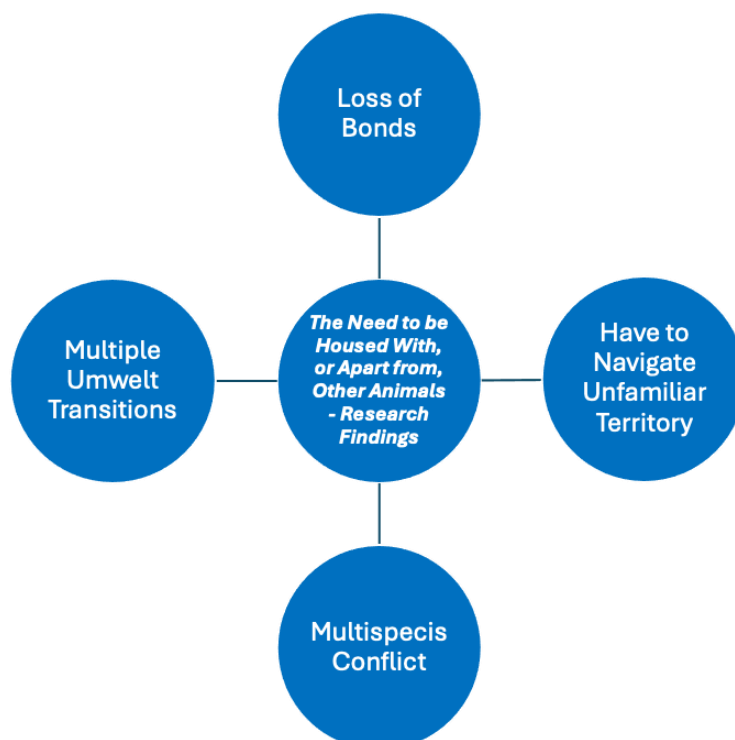 Loss of
Bonds
Multiple
Umwelt
Transitions
The Need to be
Housed With,
or Apart from,
Other Animals
- Research
Findings
Have to
Navigate
Unfamiliar
Territory
Multispecis
Conflict